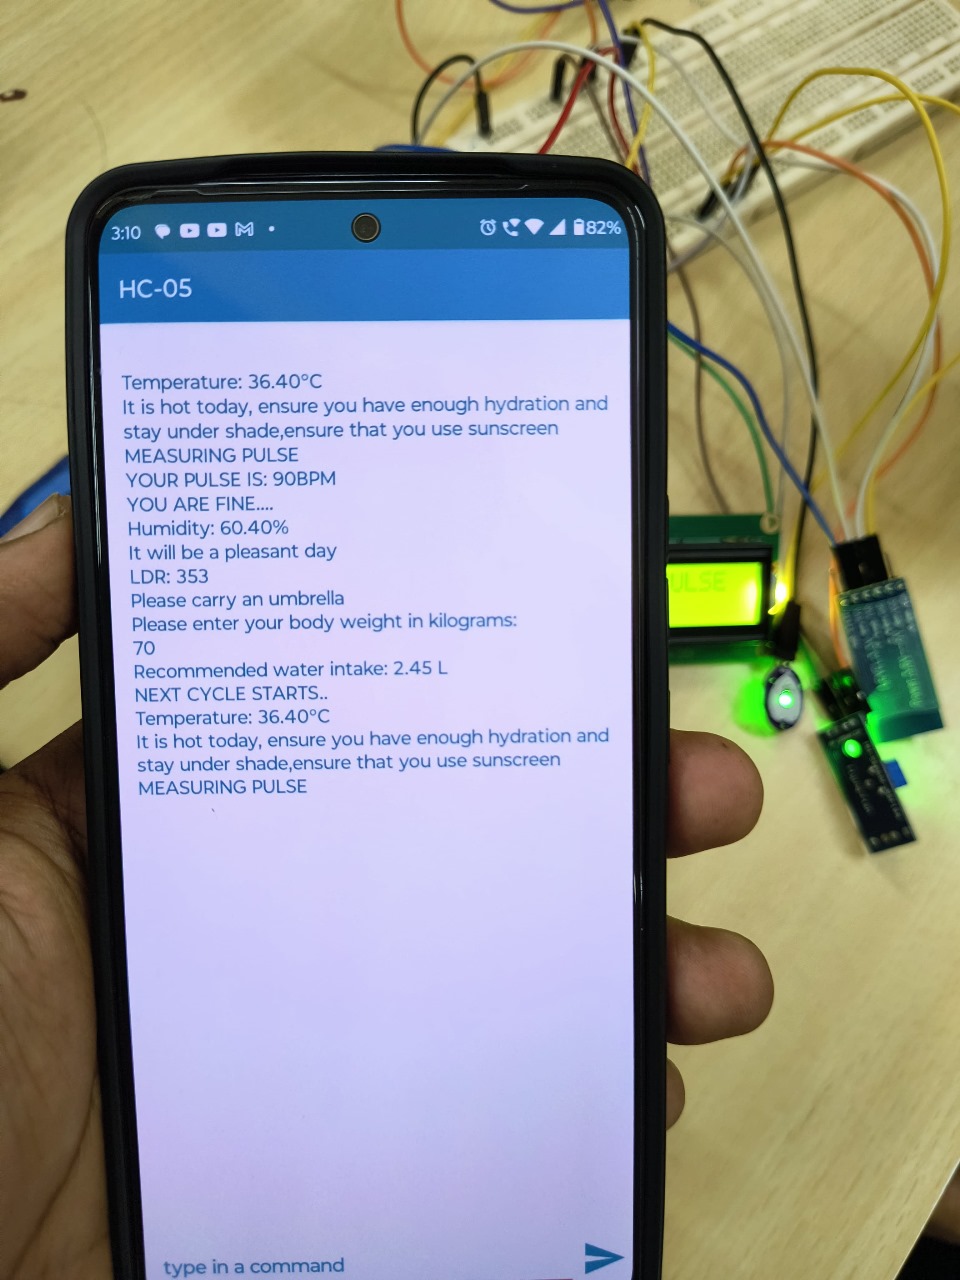 3:10
82%
HC-05
Temperature: 36.40°C
It is hot today, ensure you have enough hydration and
stay under shade,ensure that you use sunscreen
MEASURING PULSE
YOUR PULSE IS: 90BPM
YOU ARE FINE....
Humidity: 60.40%
It will be a pleasant day
LDR: 353
Please carry an umbrella
Please enter your body weight in kilograms:
70
Recommended water intake: 2.45 L
NEXT CYCLE STARTS..
Temperature: 36.40°C
It is hot today, ensure you have enough hydration and
stay under shade,ensure that you use sunscreen
MEASURING PULSE
ULSE
type in a command